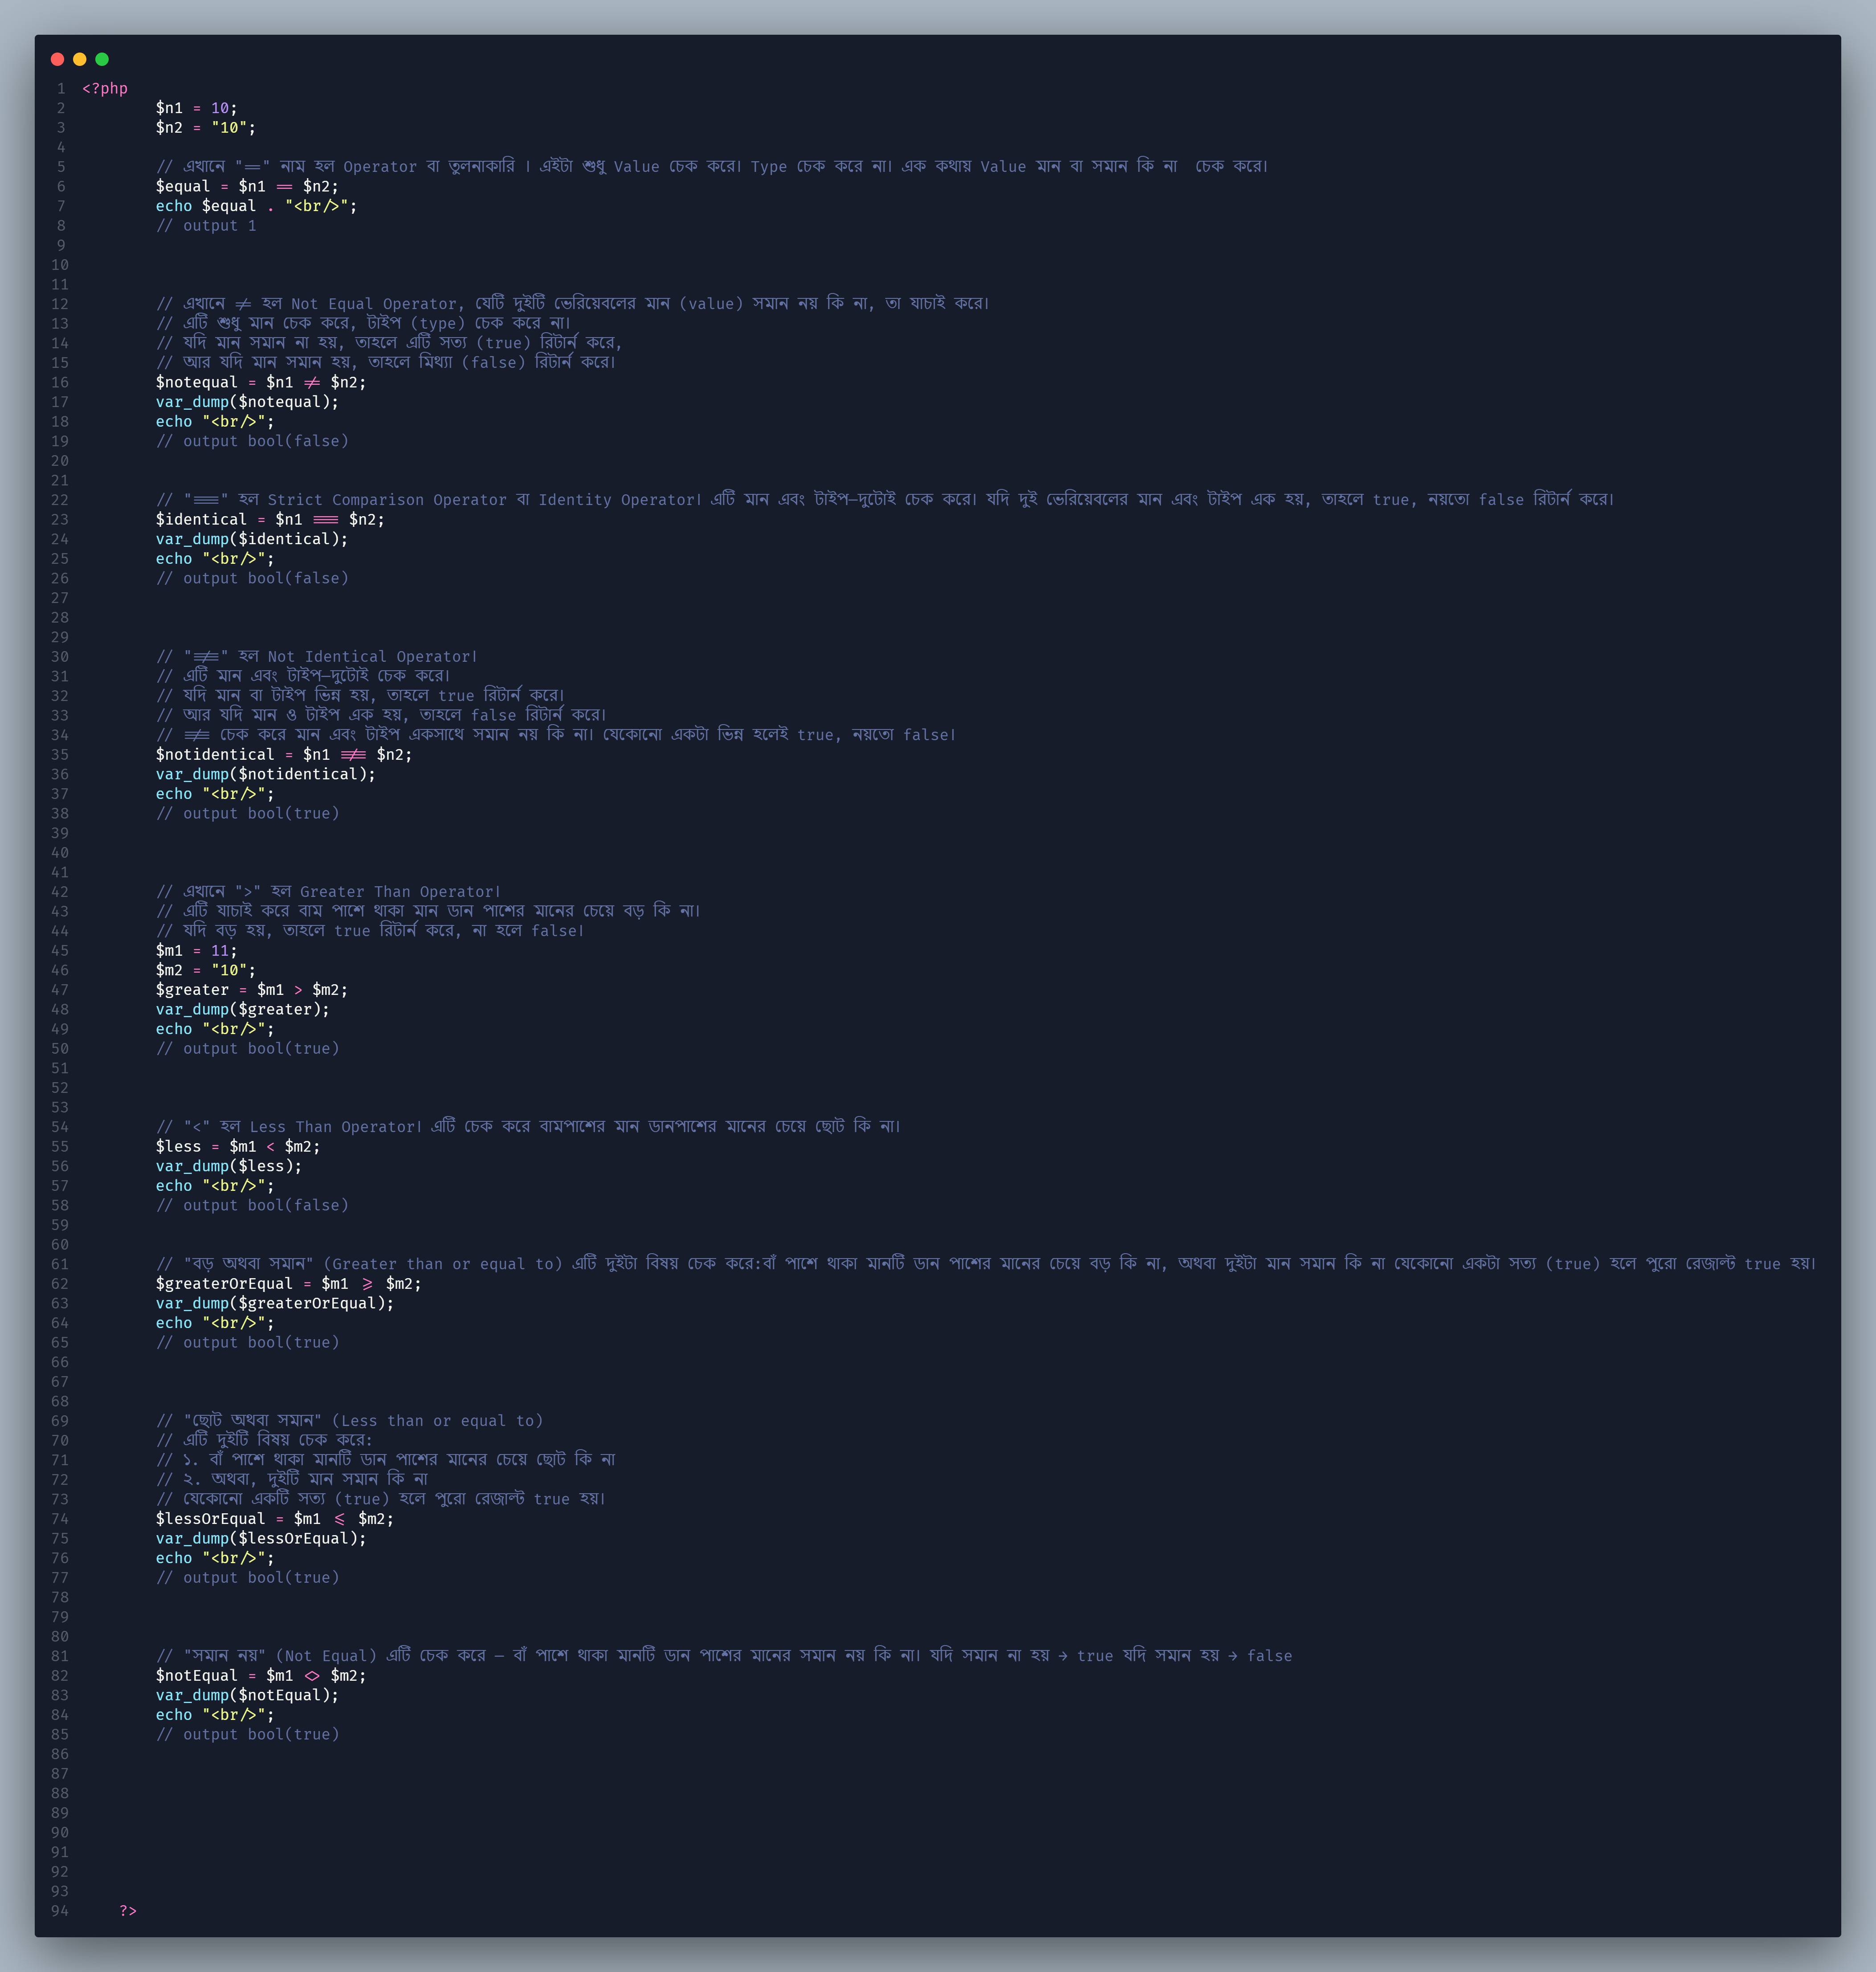 1 <?php
2 $n1 = 10;
3 $n2 = "10";
4
5 // এখানে "==" নাম হল Operator বা তুলনাকারি । এইটা শুধু Value চেক করে। Type চেক করে না। এক কথায় Value মান বা সমান কি না  চেক করে।
6 $equal = $n1 == $n2;
7 echo $equal . "<br/>";
8 // output 1
9
10
11
12 // এখানে != হল Not Equal Operator, যেটি দুইটি ভেরিয়েবলের মান (value) সমান নয় কি না, তা যাচাই করে।
13 // এটি শুধু মান চেক করে, টাইপ (type) চেক করে না।
14 // যদি মান সমান না হয়, তাহলে এটি সত্য (true) রিটার্ন করে,
15 // আর যদি মান সমান হয়, তাহলে মিথ্যা (false) রিটার্ন করে।
16 $notequal = $n1 != $n2;
17 var_dump($notequal);
18 echo "<br/>";
19 // output bool(false)
20
21
22 // "===" হল Strict Comparison Operator বা Identity Operator। এটি মান এবং টাইপ—দুটোই চেক করে। যদি দুই ভেরিয়েবলের মান এবং টাইপ এক হয়, তাহলে true, নয়তো false রিটার্ন করে।
23 $identical = $n1 === $n2;
24 var_dump($identical);
25 echo "<br/>";
26 // output bool(false)
27
28
29
30 // "!==" হল Not Identical Operator।
31 // এটি মান এবং টাইপ—দুটোই চেক করে।
32 // যদি মান বা টাইপ ভিন্ন হয়, তাহলে true রিটার্ন করে।
33 // আর যদি মান ও টাইপ এক হয়, তাহলে false রিটার্ন করে।
34 // !== চেক করে মান এবং টাইপ একসাথে সমান নয় কি না। যেকোনো একটা ভিন্ন হলেই true, নয়তো false।
35 $notidentical = $n1 !== $n2;
36 var_dump($notidentical);
37 echo "<br/>";
38 // output bool(true)
39
40
41
42 // এখানে ">" হল Greater Than Operator।
43 // এটি যাচাই করে বাম পাশে থাকা মান ডান পাশের মানের চেয়ে বড় কি না।
44 // যদি বড় হয়, তাহলে true রিটার্ন করে, না হলে false।
45 $m1 = 11;
46 $m2 = "10";
47 $greater = $m1 > $m2;
48 var_dump($greater);
49 echo "<br/>";
50 // output bool(true)
51
52
53
54 // "<" হল Less Than Operator। এটি চেক করে বামপাশের মান ডানপাশের মানের চেয়ে ছোট কি না।
55 $less = $m1 < $m2;
56 var_dump($less);
57 echo "<br/>";
58 // output bool(false)
59
60
61 // "বড় অথবা সমান" (Greater than or equal to) এটি দুইটা বিষয় চেক করে:বাঁ পাশে থাকা মানটি ডান পাশের মানের চেয়ে বড় কি না, অথবা দুইটা মান সমান কি না যেকোনো একটা সত্য (true) হলে পুরো রেজাল্ট true হয়।
62 $greaterOrEqual = $m1 >= $m2;
63 var_dump($greaterOrEqual);
64 echo "<br/>";
65 // output bool(true)
66
67
68
69 // "ছোট অথবা সমান" (Less than or equal to)
70 // এটি দুইটি বিষয় চেক করে:
71 // ১. বাঁ পাশে থাকা মানটি ডান পাশের মানের চেয়ে ছোট কি না
72 // ২. অথবা, দুইটি মান সমান কি না
73 // যেকোনো একটি সত্য (true) হলে পুরো রেজাল্ট true হয়।
74 $lessOrEqual = $m1 <= $m2;
75 var_dump($lessOrEqual);
76 echo "<br/>";
77 // output bool(true)
78
79
80
81 // "সমান নয়" (Not Equal) এটি চেক করে — বাঁ পাশে থাকা মানটি ডান পাশের মানের সমান নয় কি না। যদি সমান না হয় → true যদি সমান হয় → false
82 $notEqual = $m1 <> $m2;
83 var_dump($notEqual);
84 echo "<br/>";
85 // output bool(true)
86
87
88
89
90
91
92
93
94 ?>